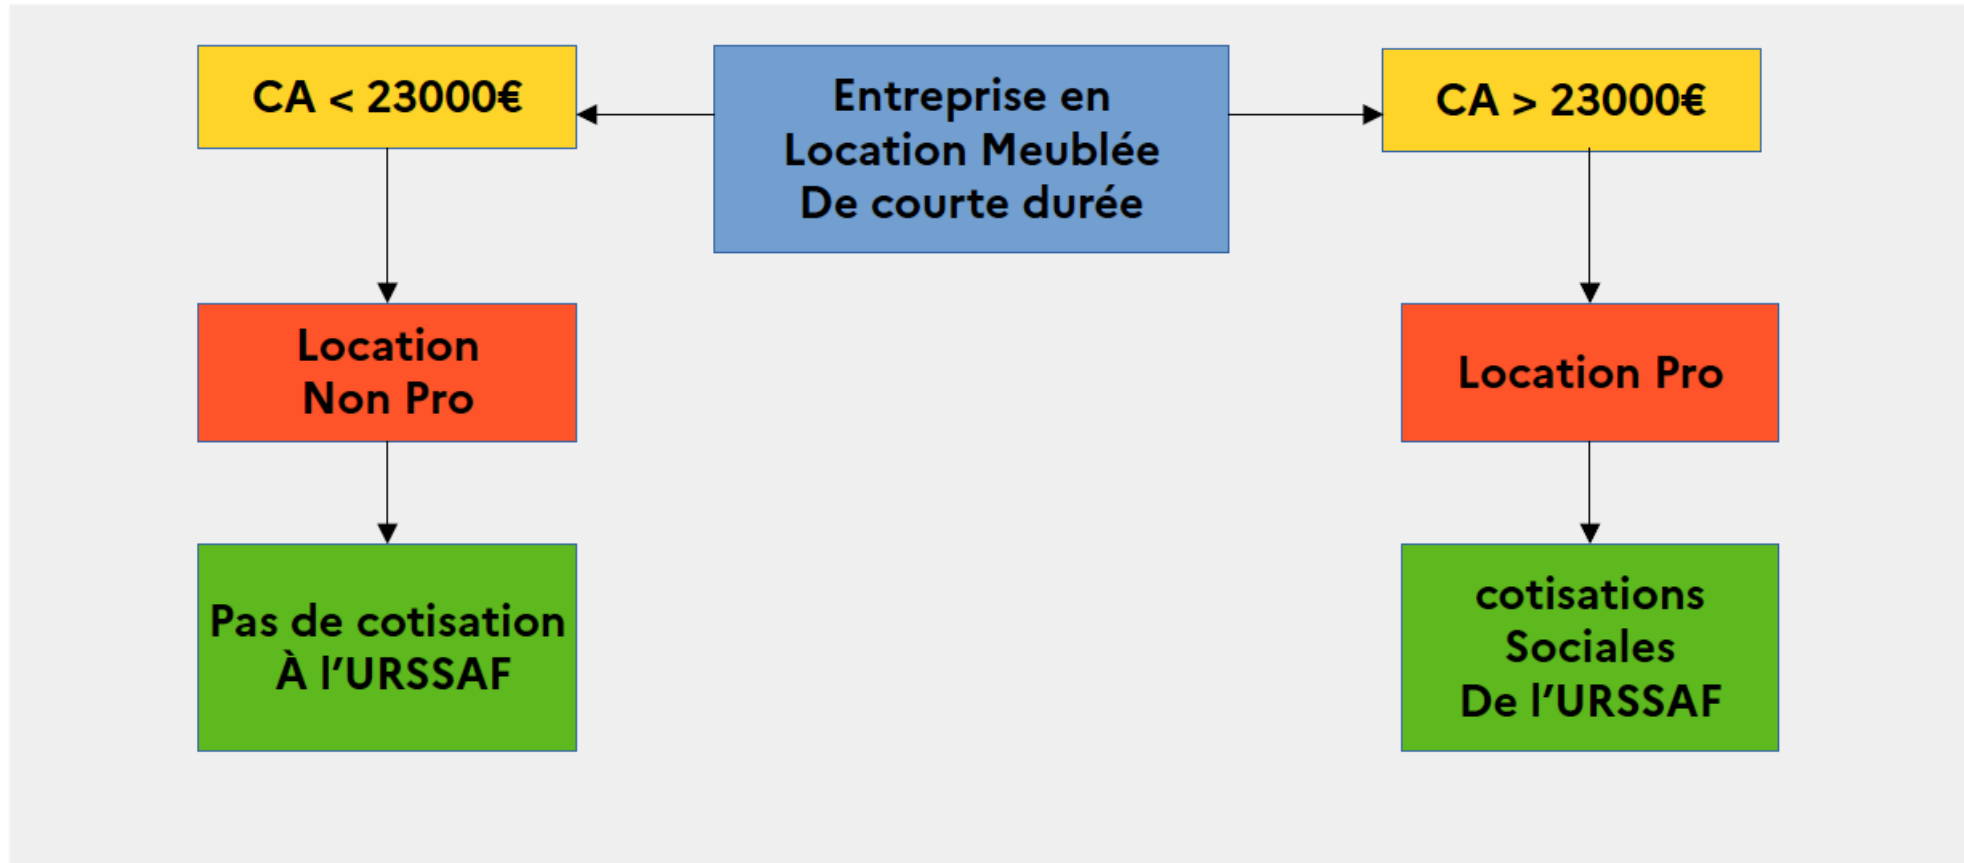 CA < 23000€
Entreprise en
Location Meublée
De courte durée
CA > 23000€
Location
Non Pro
Location Pro
Pas de cotisation
À l’URSSAF
cotisations
Sociales
De l’URSSAF